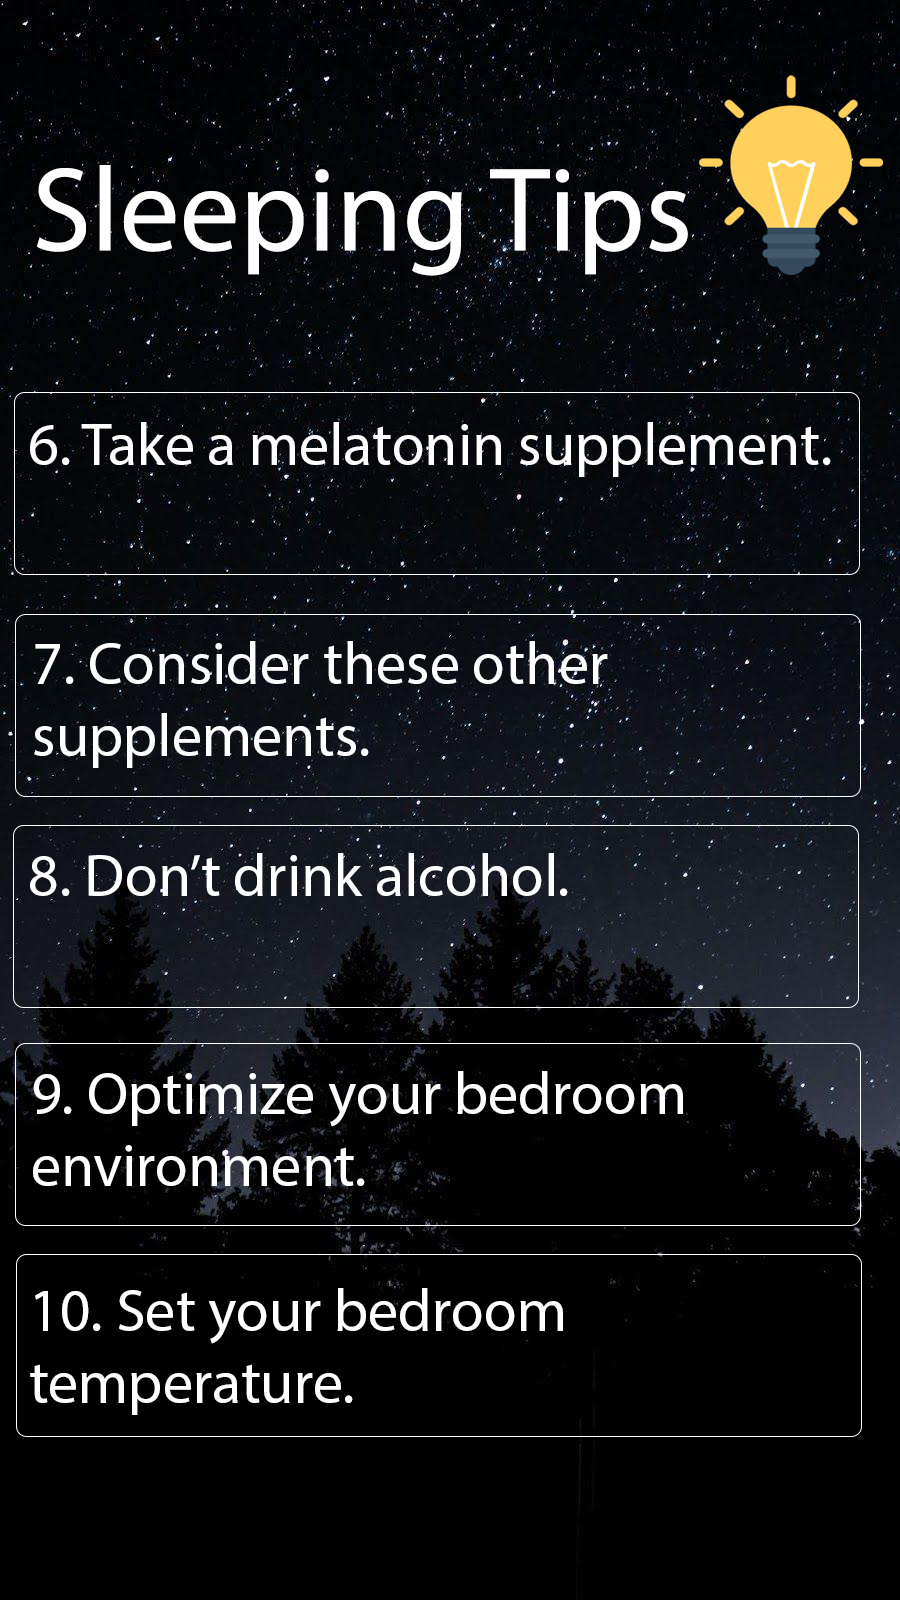 Sleeping Tips
6. Take a melatonin supplement.
7. Consider these other
supplements.
8. Don’t drink alcohol.
9. Optimize your bedroom
environment.
10. Set your bedroom
temperature.